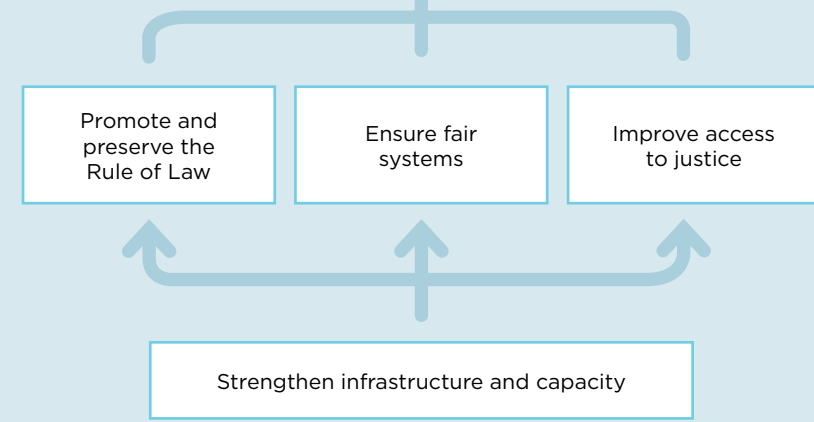 Promote and
preserve the
Rule of Law
Ensure fair
systems
Improve access
to justice
Strengthen infrastructure and capacity